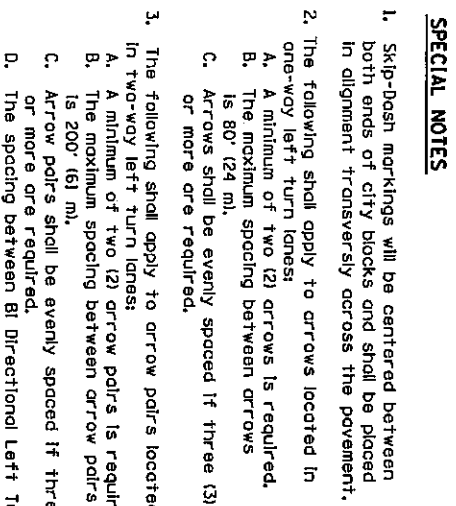 SPECIAL NOTES
1. Skip-Dash markings will be centered between
both ends of city blocks and shall be placed
in alignment transversly across the pavement.
2. The following shall apply to arrows located in
one-way left turn lanes:
A. A minimum of two (2) arrows is required.
B. The maximum spacing between arrows
is 80' (24 m).
C. Arrows shall be evenly spaced if three (3)
or more are required.
3. The following shall apply to arrow pairs
in two-way left turn lanes:
A. A minimum of two (2) arrow pairs is
B. The maximum spacing between arrow pairs
is 200' (61 m).
C. Arrow pairs shall be evenly spaced if
or more are required.
D. The spacing between BI Directional Left